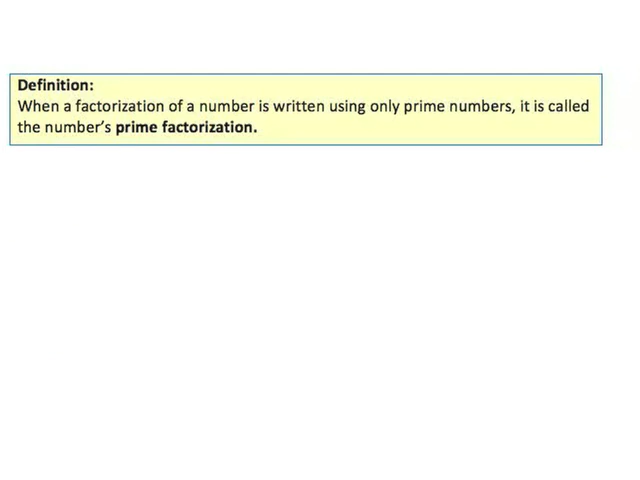 Definition:
When a factorization of a number is written using only prime numbers, it is called
the number’s prime factorization.